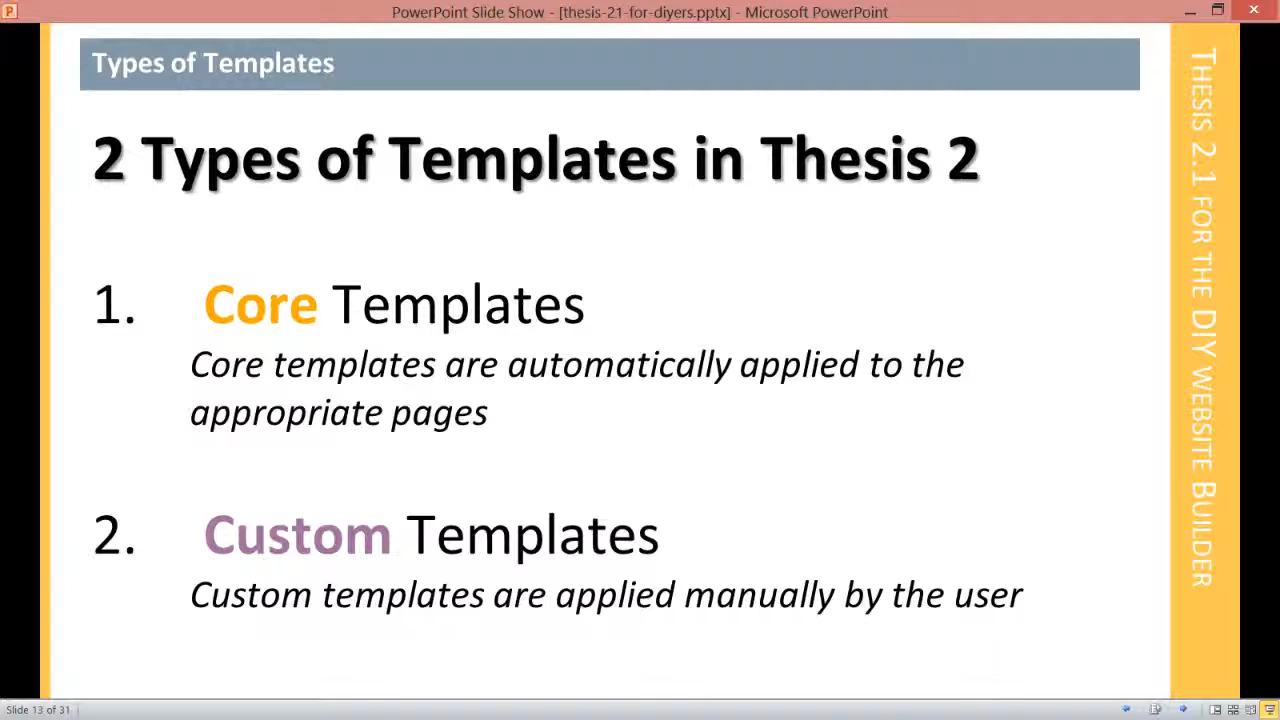 PowerPoint Slide Show - [thesis-21-for-diyers.pptx] - Microsoft PowerPoint
Types of Templates
2 Types of Templates in Thesis 2
1. Core Templates
Core templates are automatically applied to the
appropriate pages
2. Custom Templates
Custom templates are applied manually by the user
THESIS 2.1 FOR THE DIY WEBSITE BUILDER
Slide 13 of 31